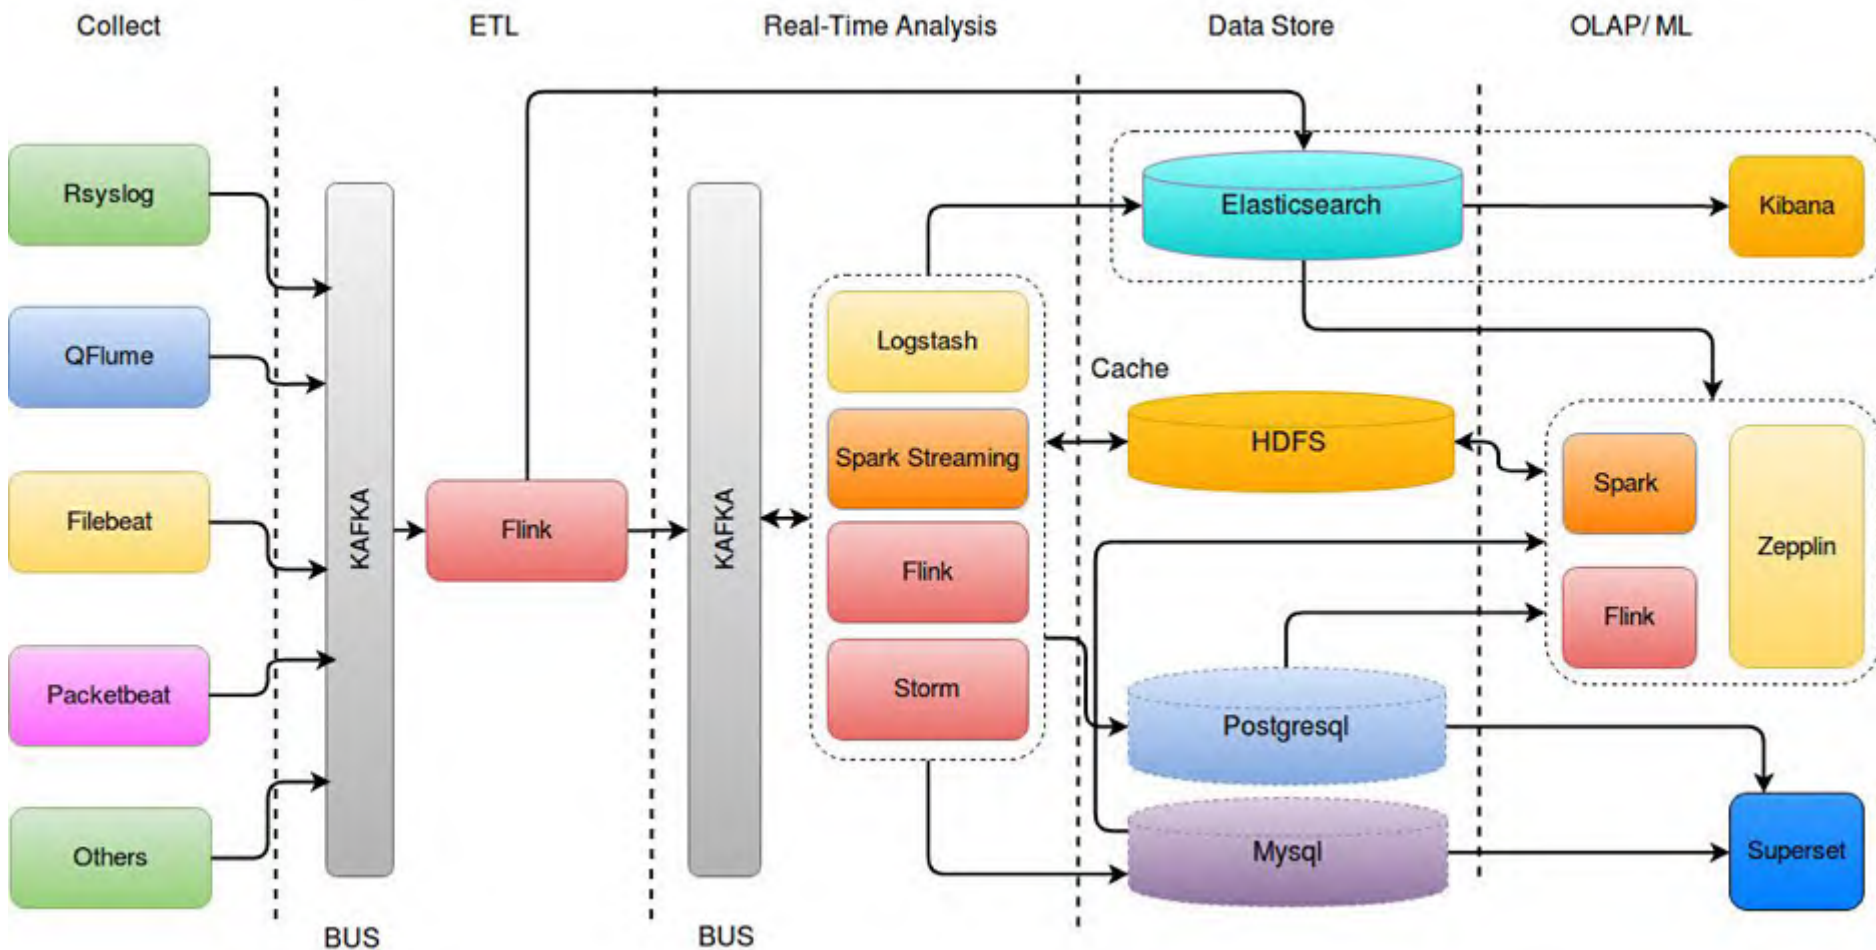 Collect
ETL
Real-Time Analysis
Data Store
OLAP/ ML
Rsyslog
QFlume
Filebeat
Packetbeat
Others
KAFKA
BUS
Flink
KAFKA
BUS
Logstash
Spark Streaming
Flink
Storm
Elasticsearch
Cache
HDFS
Postgresql
Mysql
Kibana
Spark
Flink
Zepplin
Superset